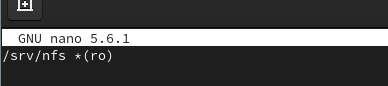 GNU nano 5.6.1
/srv/nfs *(ro)